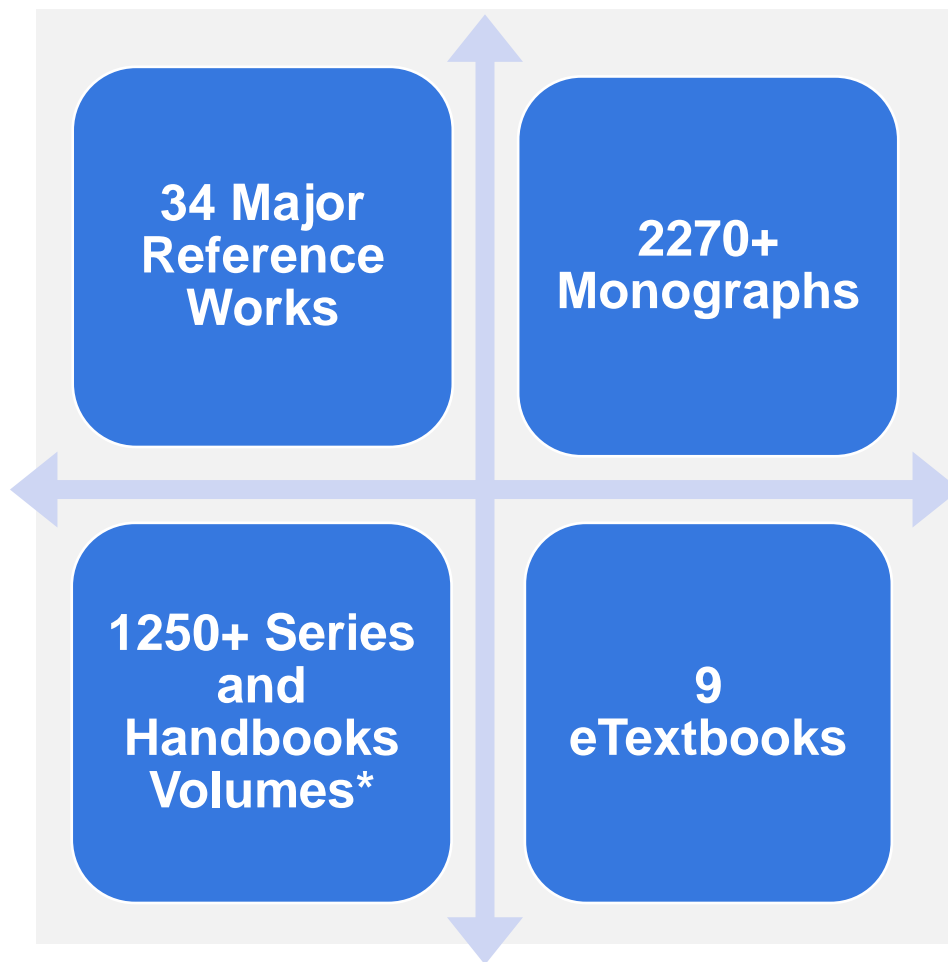 34 Major
Reference
Works
2270+
Monographs
1250+ Series
and
Handbooks
Volumes*
9
eTextbooks